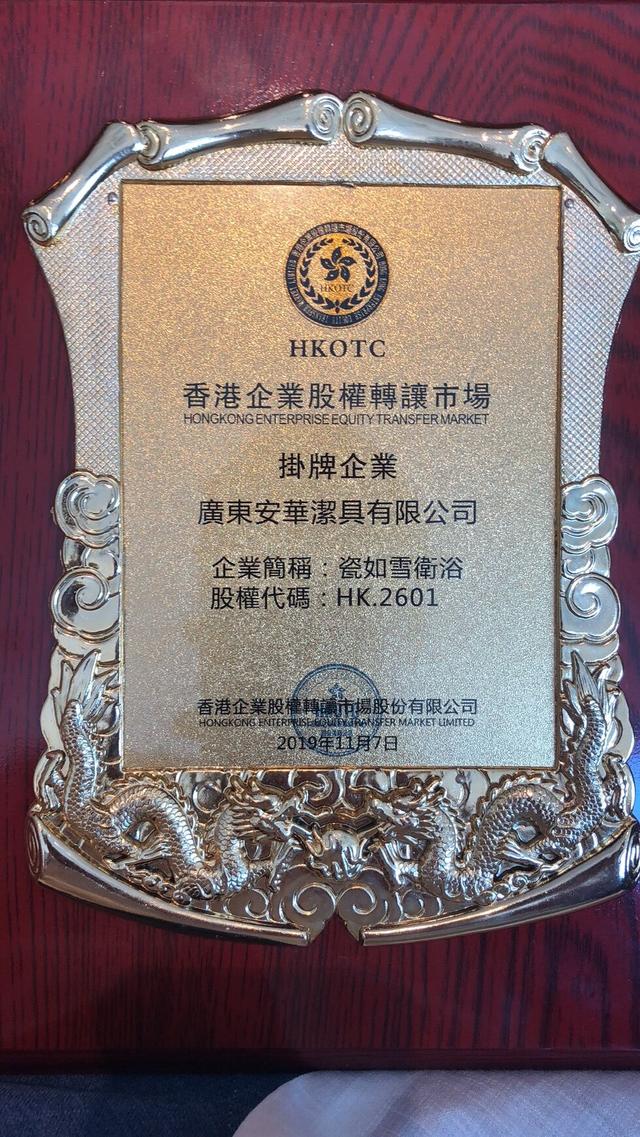 HKOTC
HKOTC
香港企業股權轉讓市場
HONGKONG ENTERPRISE EQUITY TRANSFER MARKET
掛牌企業
廣東安華潔具有限公司
企業簡稱：瓷如雪衛浴
股權代碼：HK.2601
香港企業股權轉讓市場股份有限公司
HONGKONG ENTERPRISE EQUITY TRANSFER MARKET LIMITED
2019年11月7日